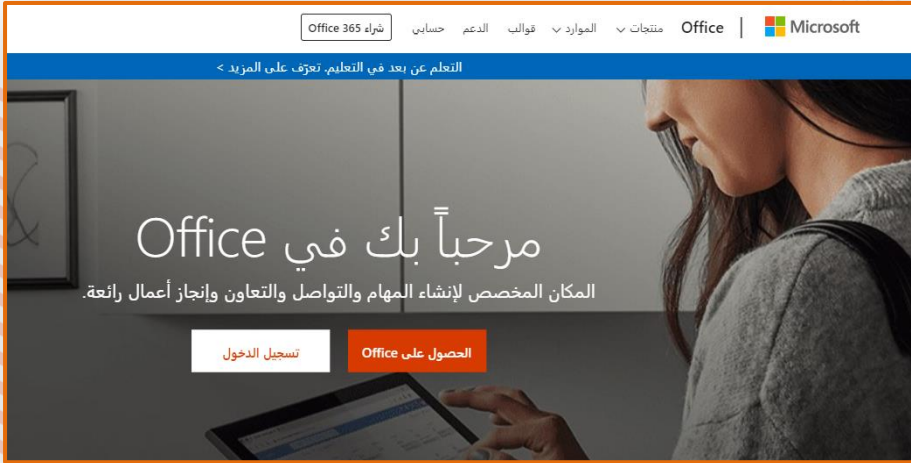 Microsoft | Office منتجات الموارد قوالب الدعم حسابي شراء Office 365
التعلم عن بعد في التعليم. تعرّف على المزيد >
مرحباً بك في Office
المكان المخصص لإنشاء المهام والتواصل والتعاون وإنجاز أعمال رائعة.
الحصول على Office تسجيل الدخول